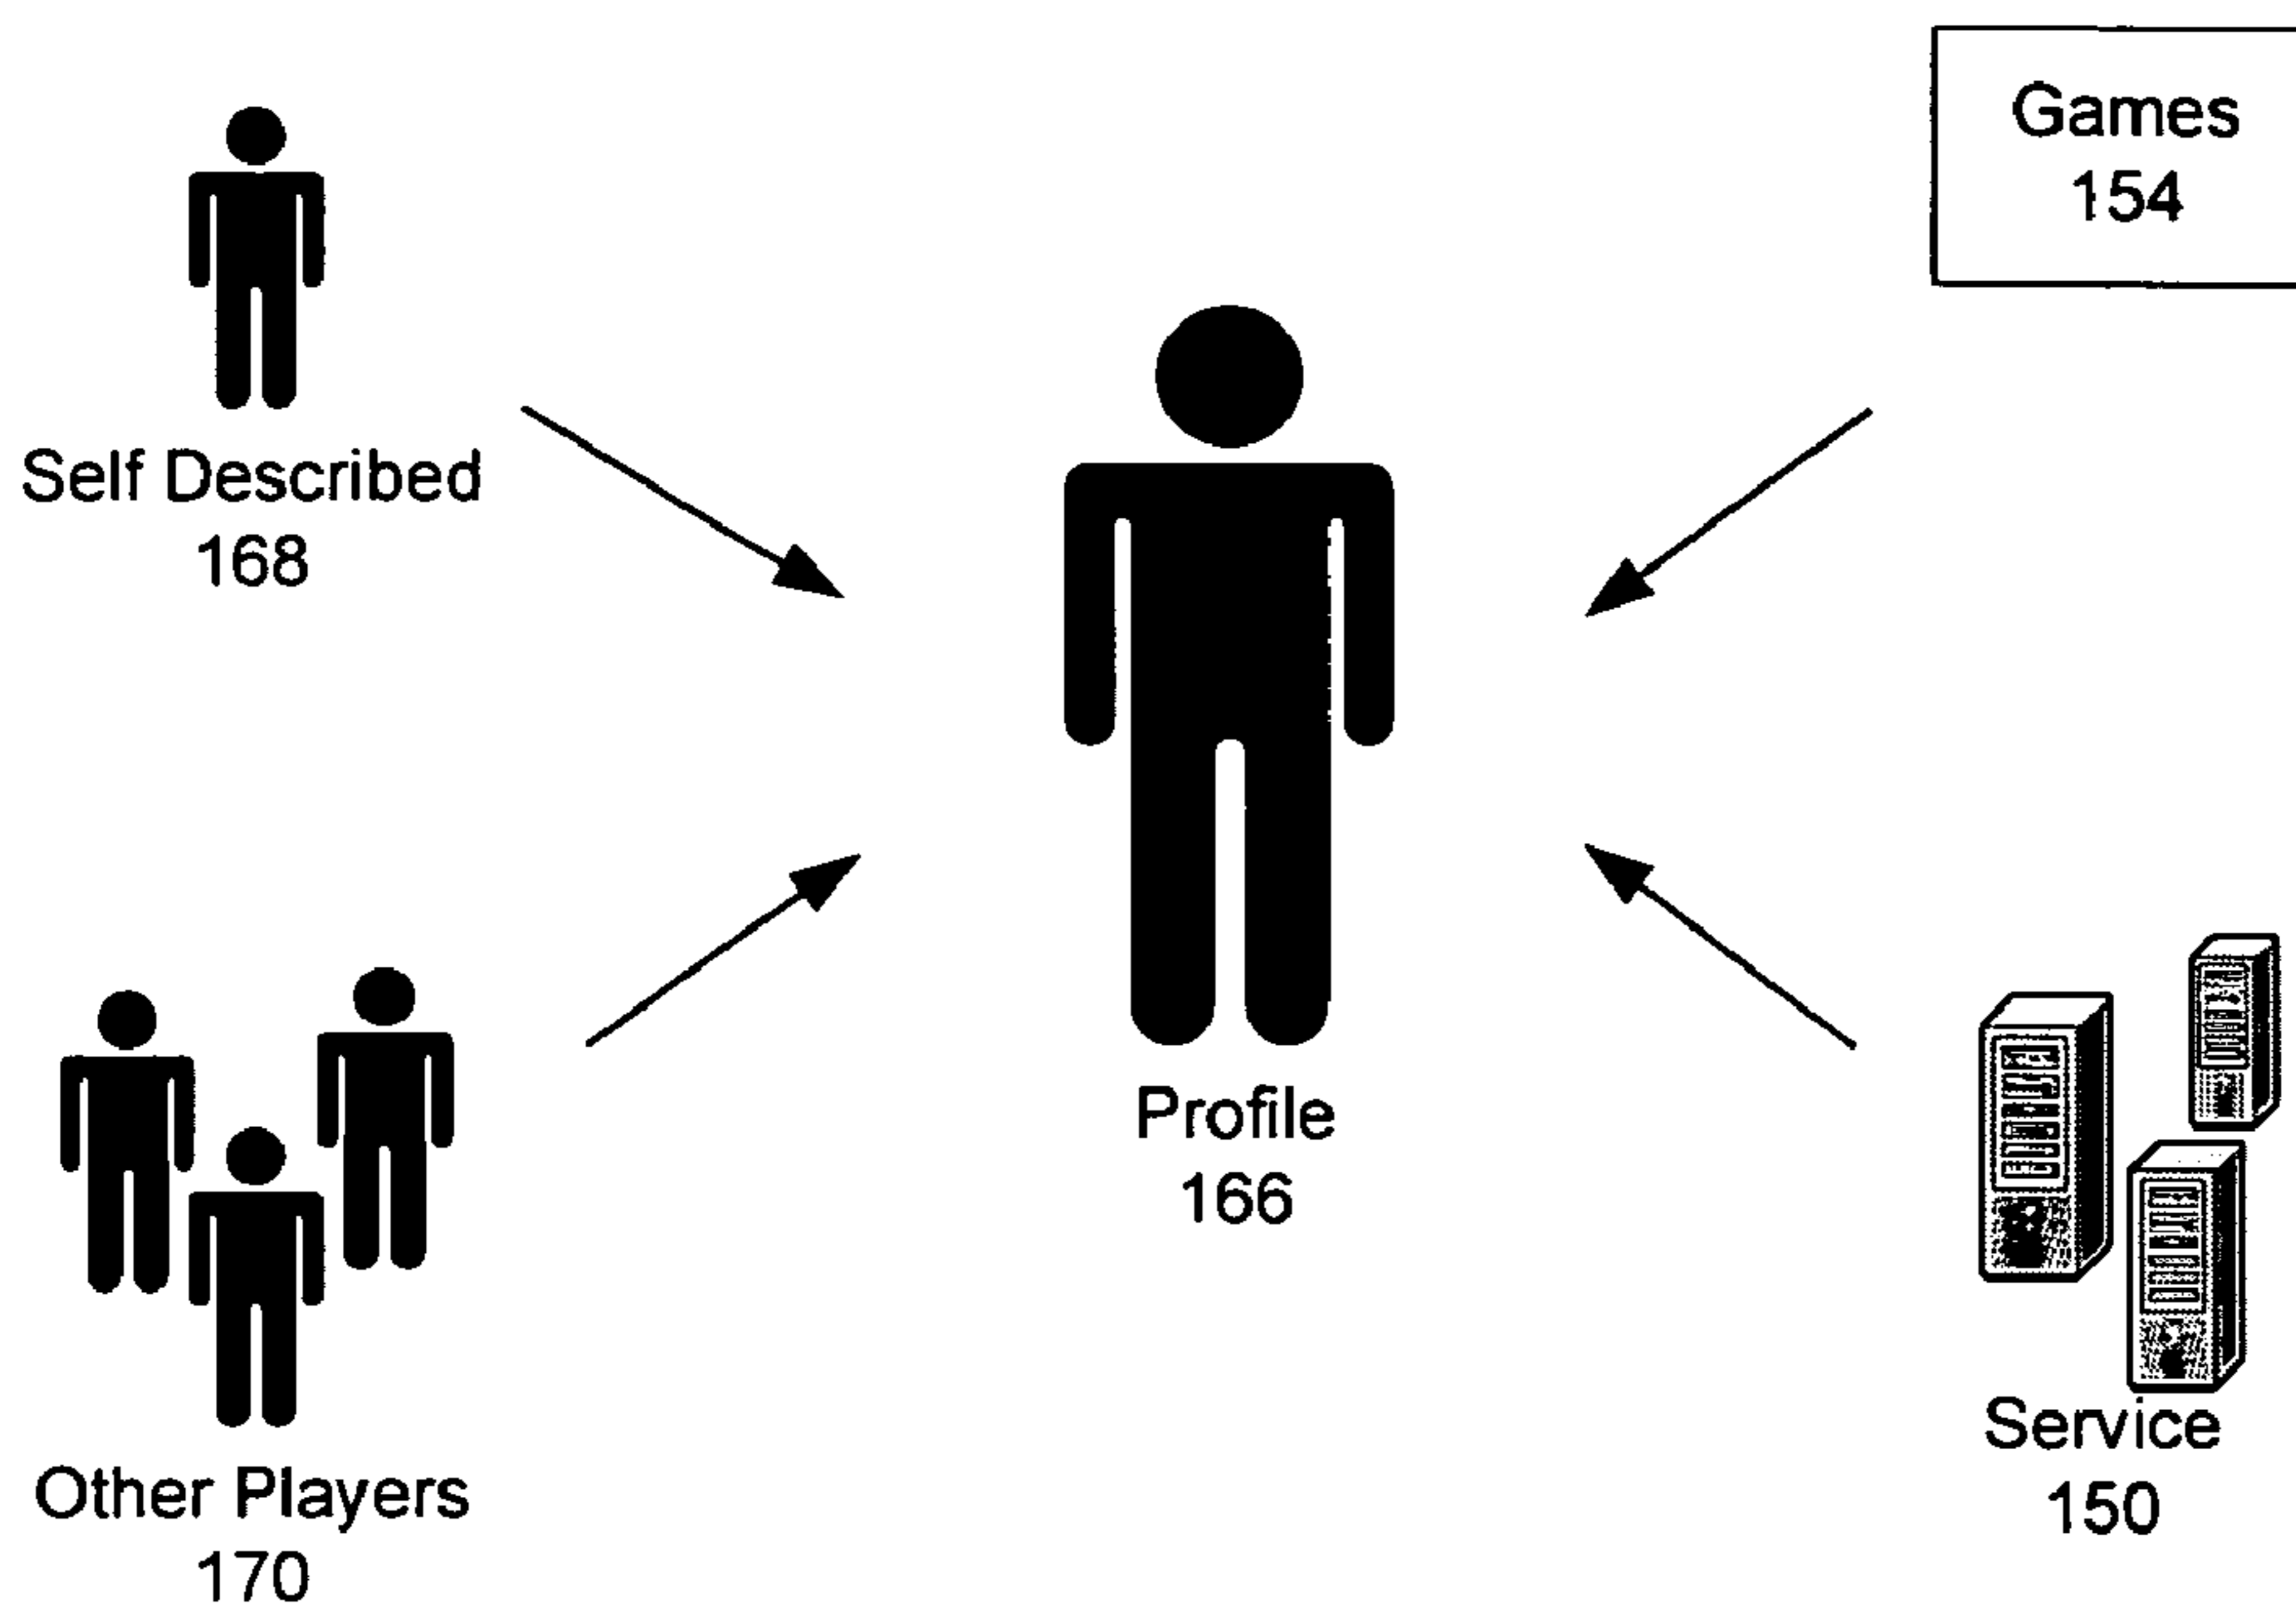 Games
154
Self Described
168
Profile
166
Other Players
170
Service
150